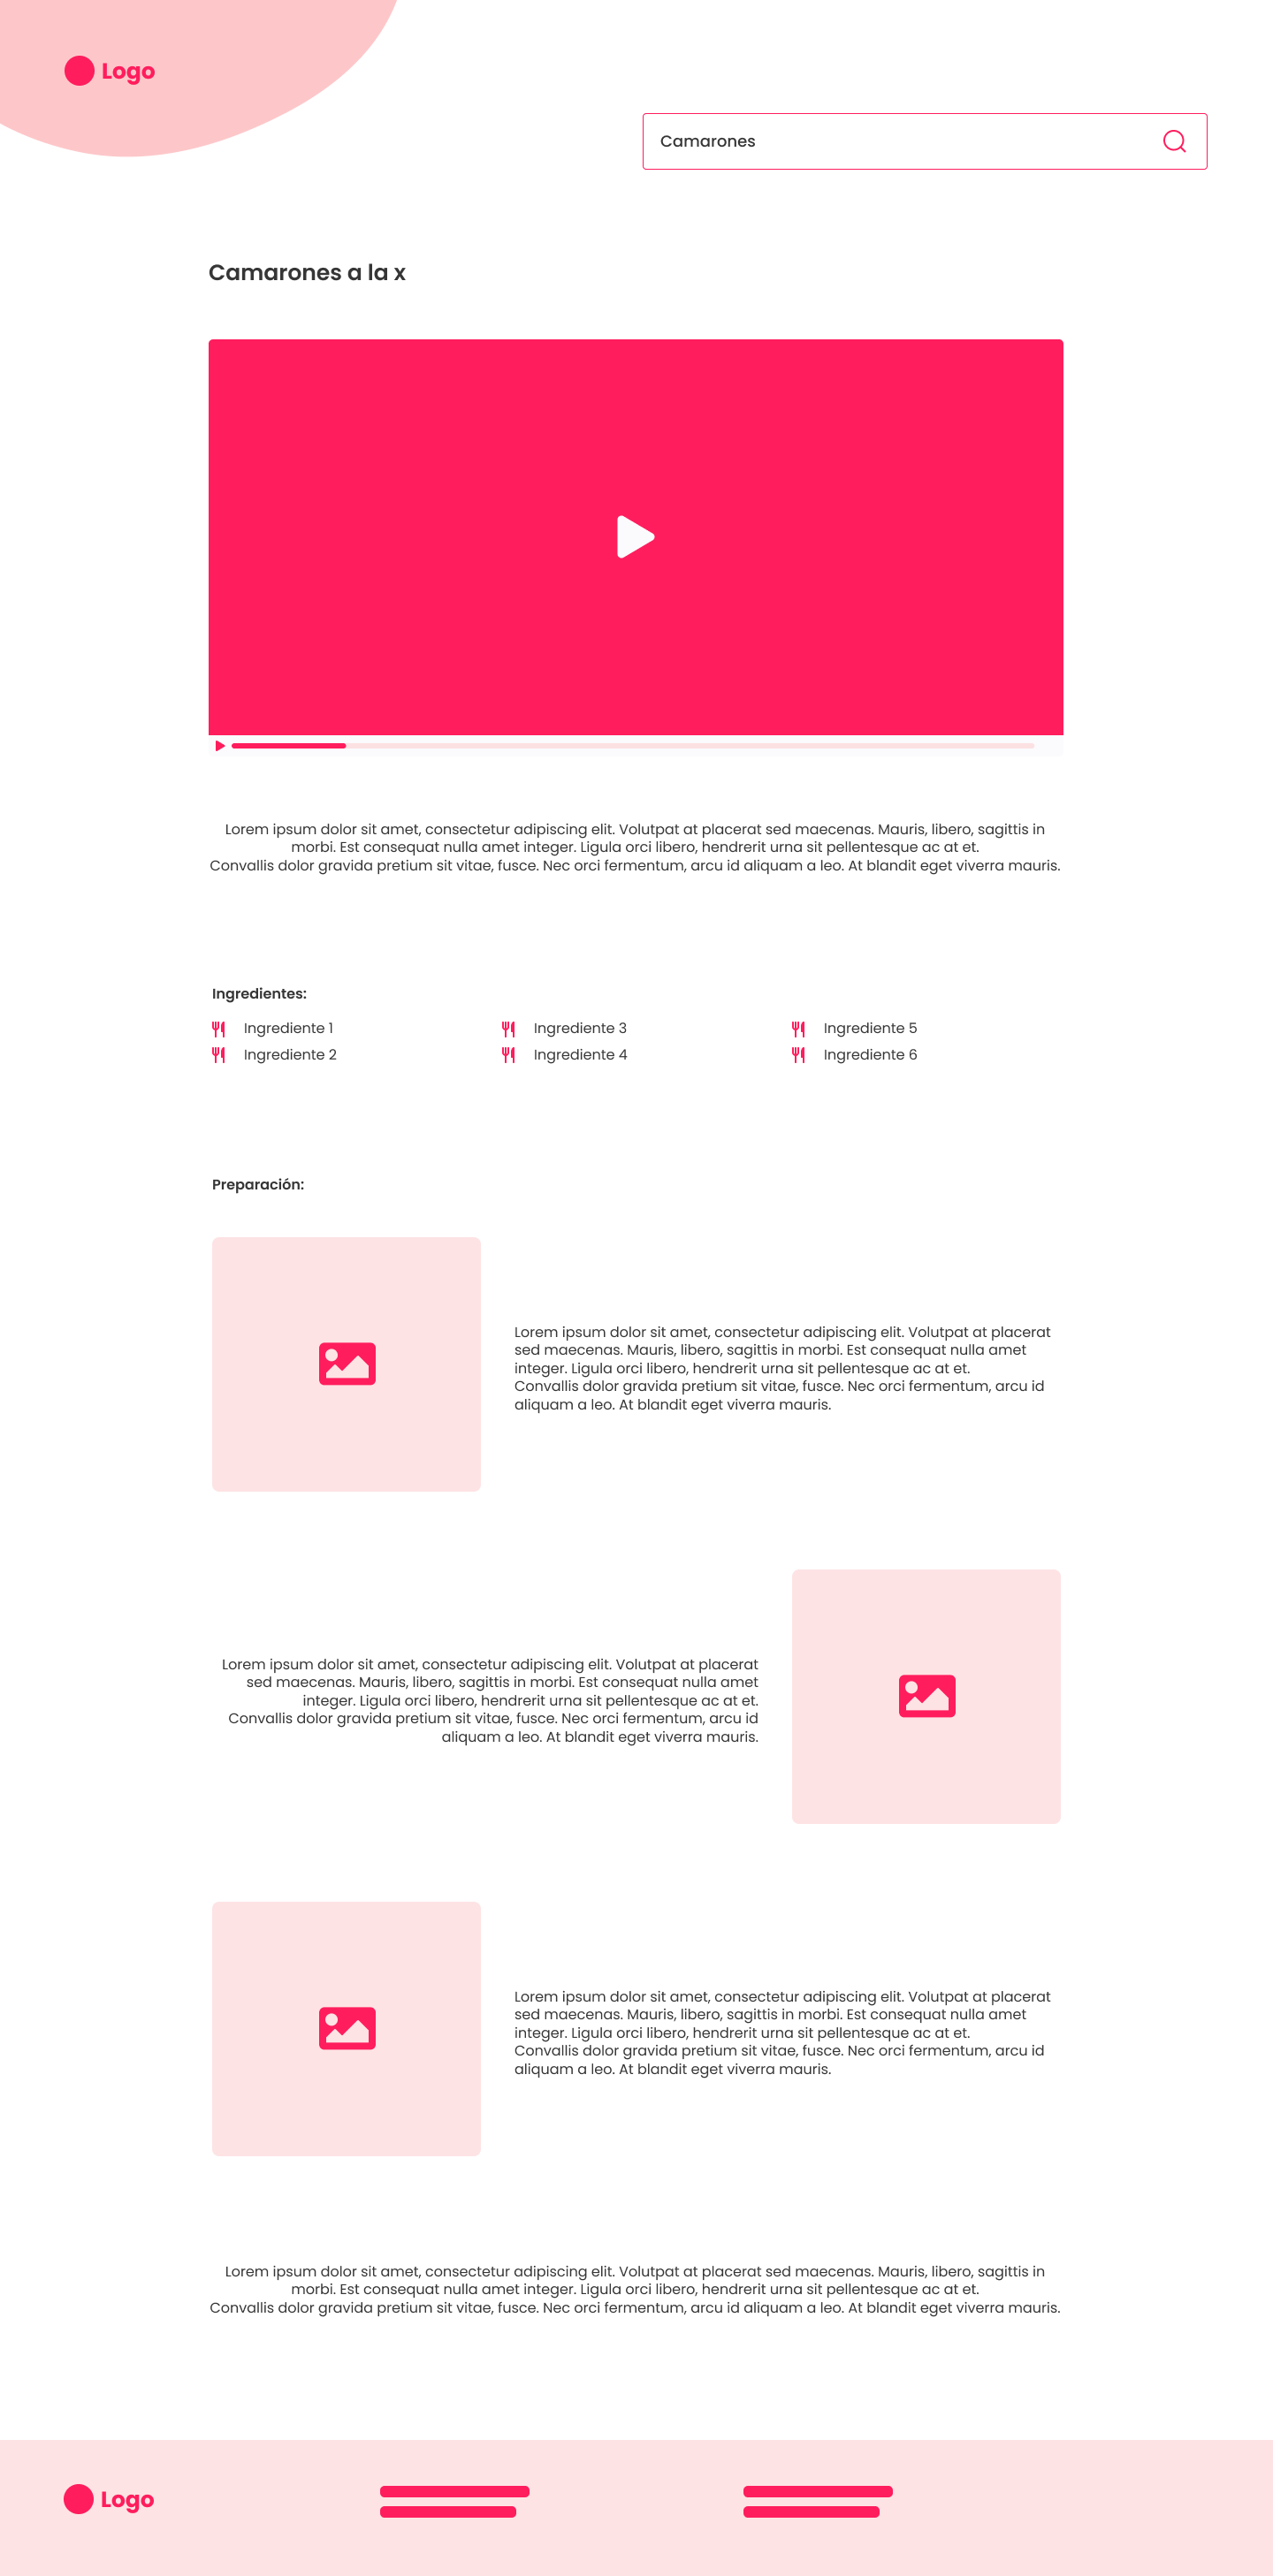 Logo
Camarones
Camarones a la x
Lorem ipsum dolor sit amet, consectetur adipiscing elit. Volutpat at placerat sed maecenas. Mauris, libero, sagittis in
morbi. Est consequat nulla amet integer. Ligula orci libero, hendrerit urna sit pellentesque ac at et.
Convallis dolor gravida pretium sit vitae, fusce. Nec orci fermentum, arcu id aliquam a leo. At blandit eget viverra mauris.
Ingredientes:
Ingrediente 1
Ingrediente 2
Ingrediente 3
Ingrediente 4
Ingrediente 5
Ingrediente 6
Preparación:
Lorem ipsum dolor sit amet, consectetur adipiscing elit. Volutpat at placerat
sed maecenas. Mauris, libero, sagittis in morbi. Est consequat nulla amet
integer. Ligula orci libero, hendrerit urna sit pellentesque ac at et.
Convallis dolor gravida pretium sit vitae, fusce. Nec orci fermentum, arcu id
aliquam a leo. At blandit eget viverra mauris.
Lorem ipsum dolor sit amet, consectetur adipiscing elit. Volutpat at placerat
sed maecenas. Mauris, libero, sagittis in morbi. Est consequat nulla amet
integer. Ligula orci libero, hendrerit urna sit pellentesque ac at et.
Convallis dolor gravida pretium sit vitae, fusce. Nec orci fermentum, arcu id
aliquam a leo. At blandit eget viverra mauris.
Lorem ipsum dolor sit amet, consectetur adipiscing elit. Volutpat at placerat
sed maecenas. Mauris, libero, sagittis in morbi. Est consequat nulla amet
integer. Ligula orci libero, hendrerit urna sit pellentesque ac at et.
Convallis dolor gravida pretium sit vitae, fusce. Nec orci fermentum, arcu id
aliquam a leo. At blandit eget viverra mauris.
Lorem ipsum dolor sit amet, consectetur adipiscing elit. Volutpat at placerat sed maecenas. Mauris, libero, sagittis in
morbi. Est consequat nulla amet integer. Ligula orci libero, hendrerit urna sit pellentesque ac at et.
Convallis dolor gravida pretium sit vitae, fusce. Nec orci fermentum, arcu id aliquam a leo. At blandit eget viverra mauris.
Logo